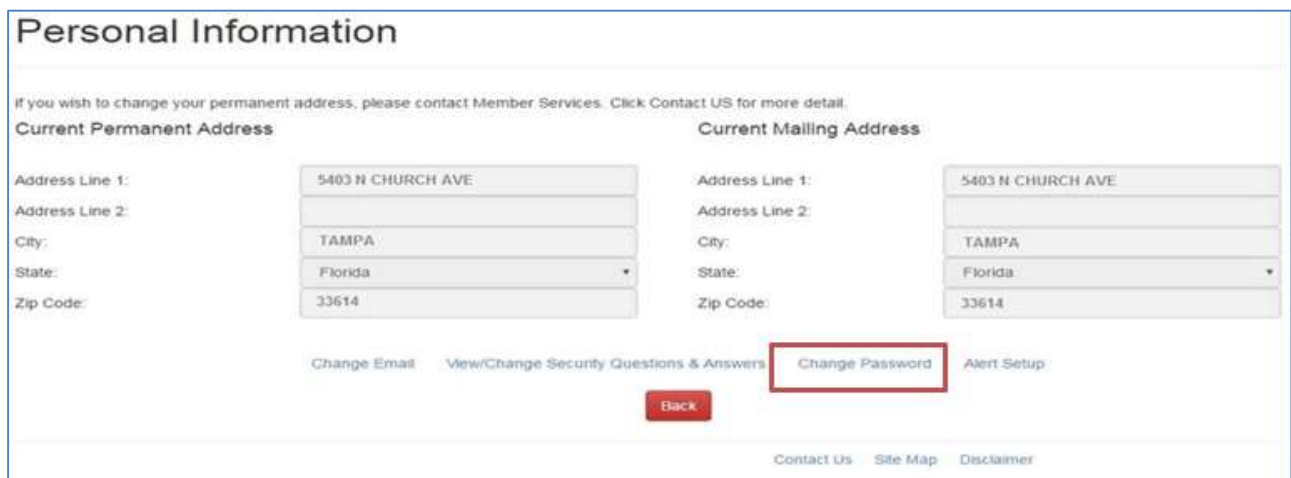 Personal Information
If you wish to change your permanent address, please contact Member Services. Click Contact US for more detail.
Current Permanent Address Current Mailing Address
Address Line 1: 5403 N CHURCH AVE Address Line 1: 5403 N CHURCH AVE
Address Line 2: Address Line 2:
City: TAMPA City: TAMPA
State: Florida State: Florida
Zip Code: 33614 Zip Code: 33614
Change Email View/Change Security Questions & Answers Change Password Alert Setup
Back
Contact Us Site Map Disclaimer